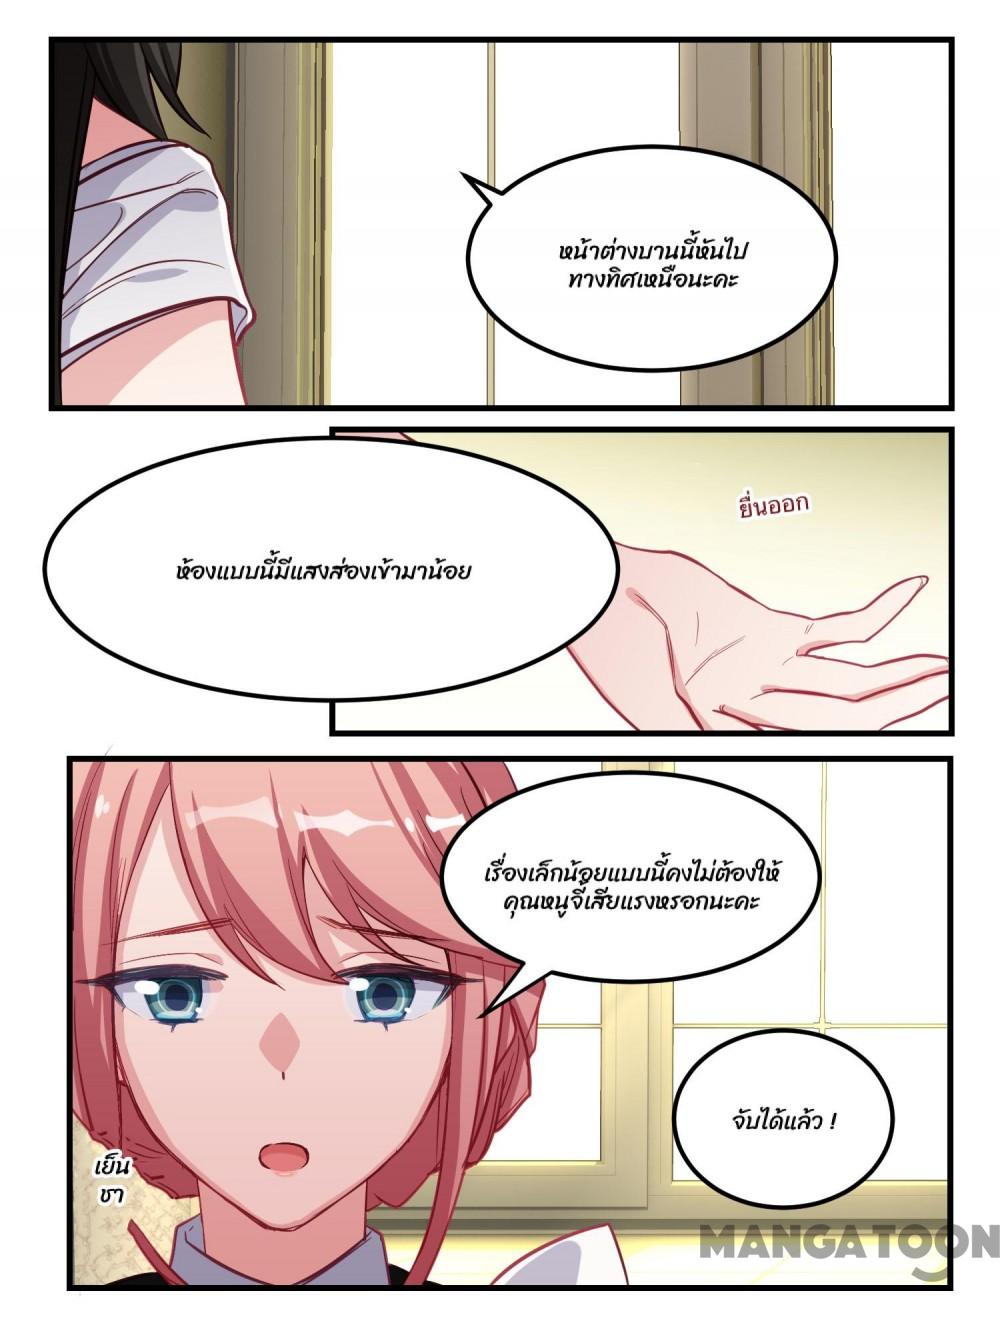 หน้าต่างบานนี้หันไป
ทางทิศเหนือนะคะ
ยื่นออก
ห้องแบบนี้มีแสงส่องเข้ามาน้อย
เรื่องเล็กน้อยแบบนี้คงไม่ต้องให้
คุณหนูจี้เสียแรงหรอกนะคะ
จับได้แล้ว !
เย็น
ชา
MANGATOON